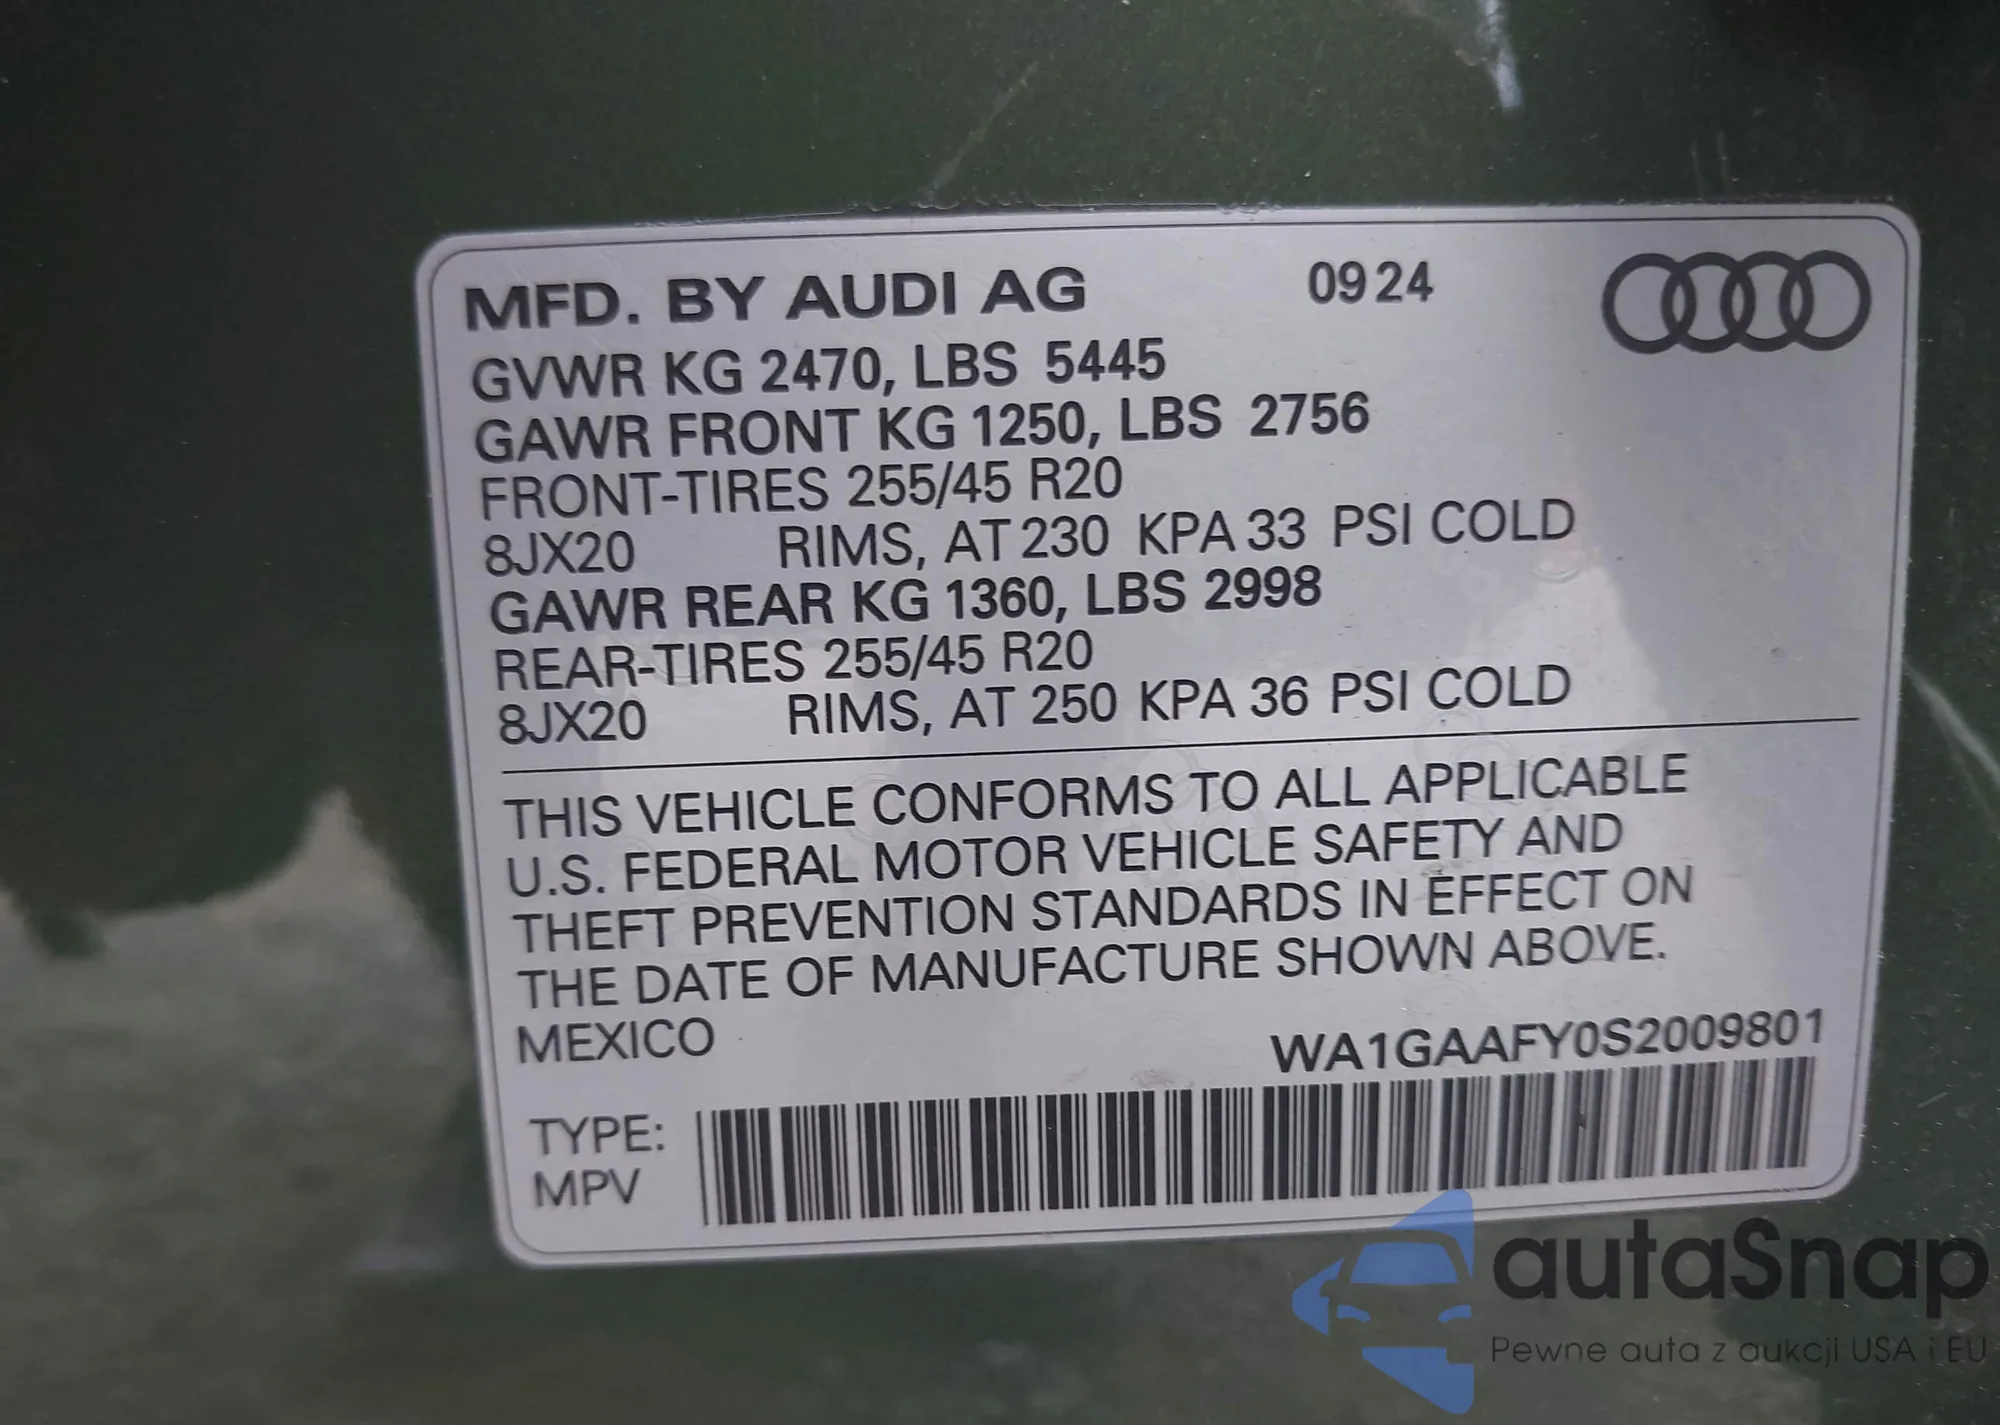 MFD. BY AUDI AG 09 24
GVWR KG 2470, LBS 5445
GAWR FRONT KG 1250, LBS 2756
FRONT-TIRES 255/45 R20
8JX20 RIMS, AT 230 KPA 33 PSI COLD
GAWR REAR KG 1360, LBS 2998
REAR-TIRES 255/45 R20
8JX20 RIMS, AT 250 KPA 36 PSI COLD
THIS VEHICLE CONFORMS TO ALL APPLICABLE
U.S. FEDERAL MOTOR VEHICLE SAFETY AND
THEFT PREVENTION STANDARDS IN EFFECT ON
THE DATE OF MANUFACTURE SHOWN ABOVE.
MEXICO WA1GAAFY0S2009801
TYPE:
MPV
autaSnap
Pewne auta z aukcji USA i EU